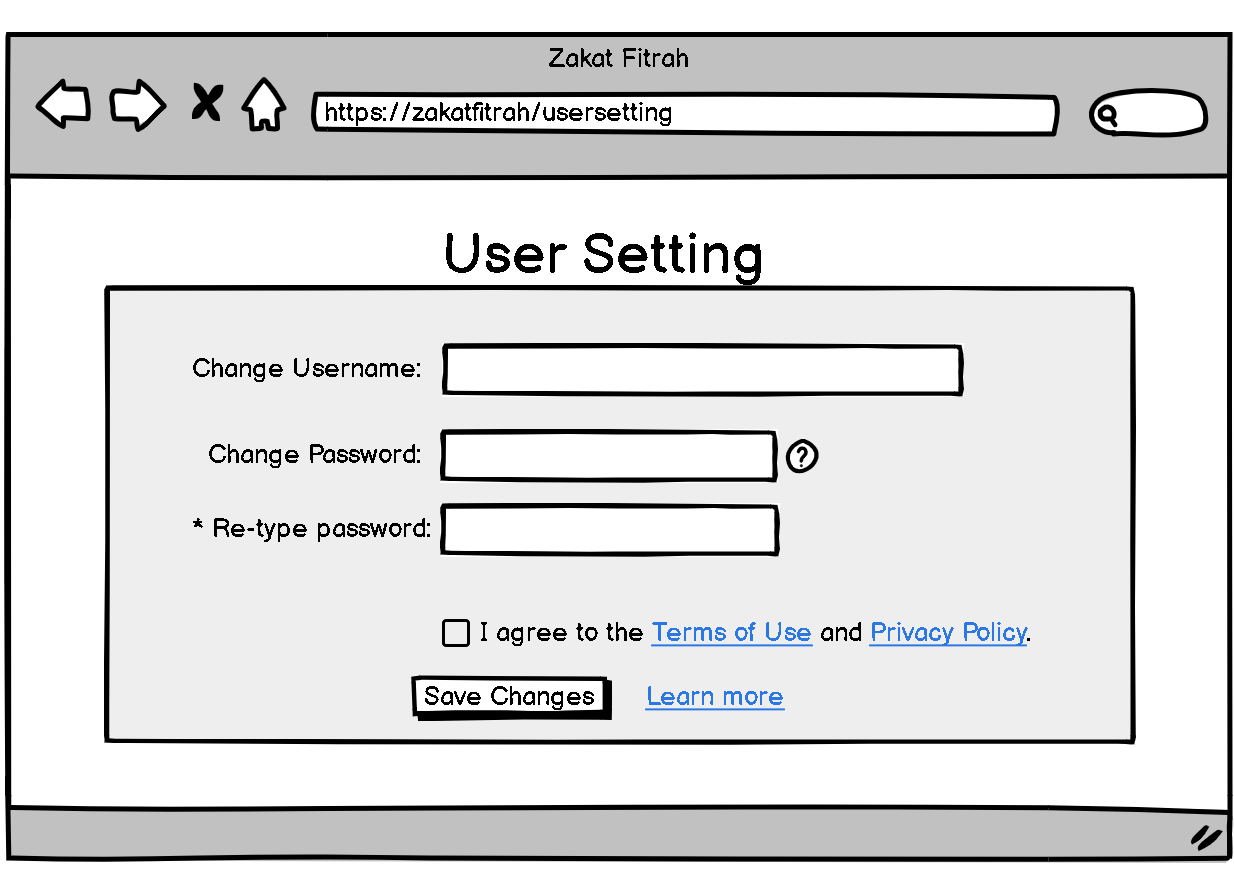 Zakat Fitrah
https://zakatfitrah/usersetting
User Setting
Change Username:
Change Password:
?
* Re-type password:
I agree to the Terms of Use and Privacy Policy.
Save Changes Learn more